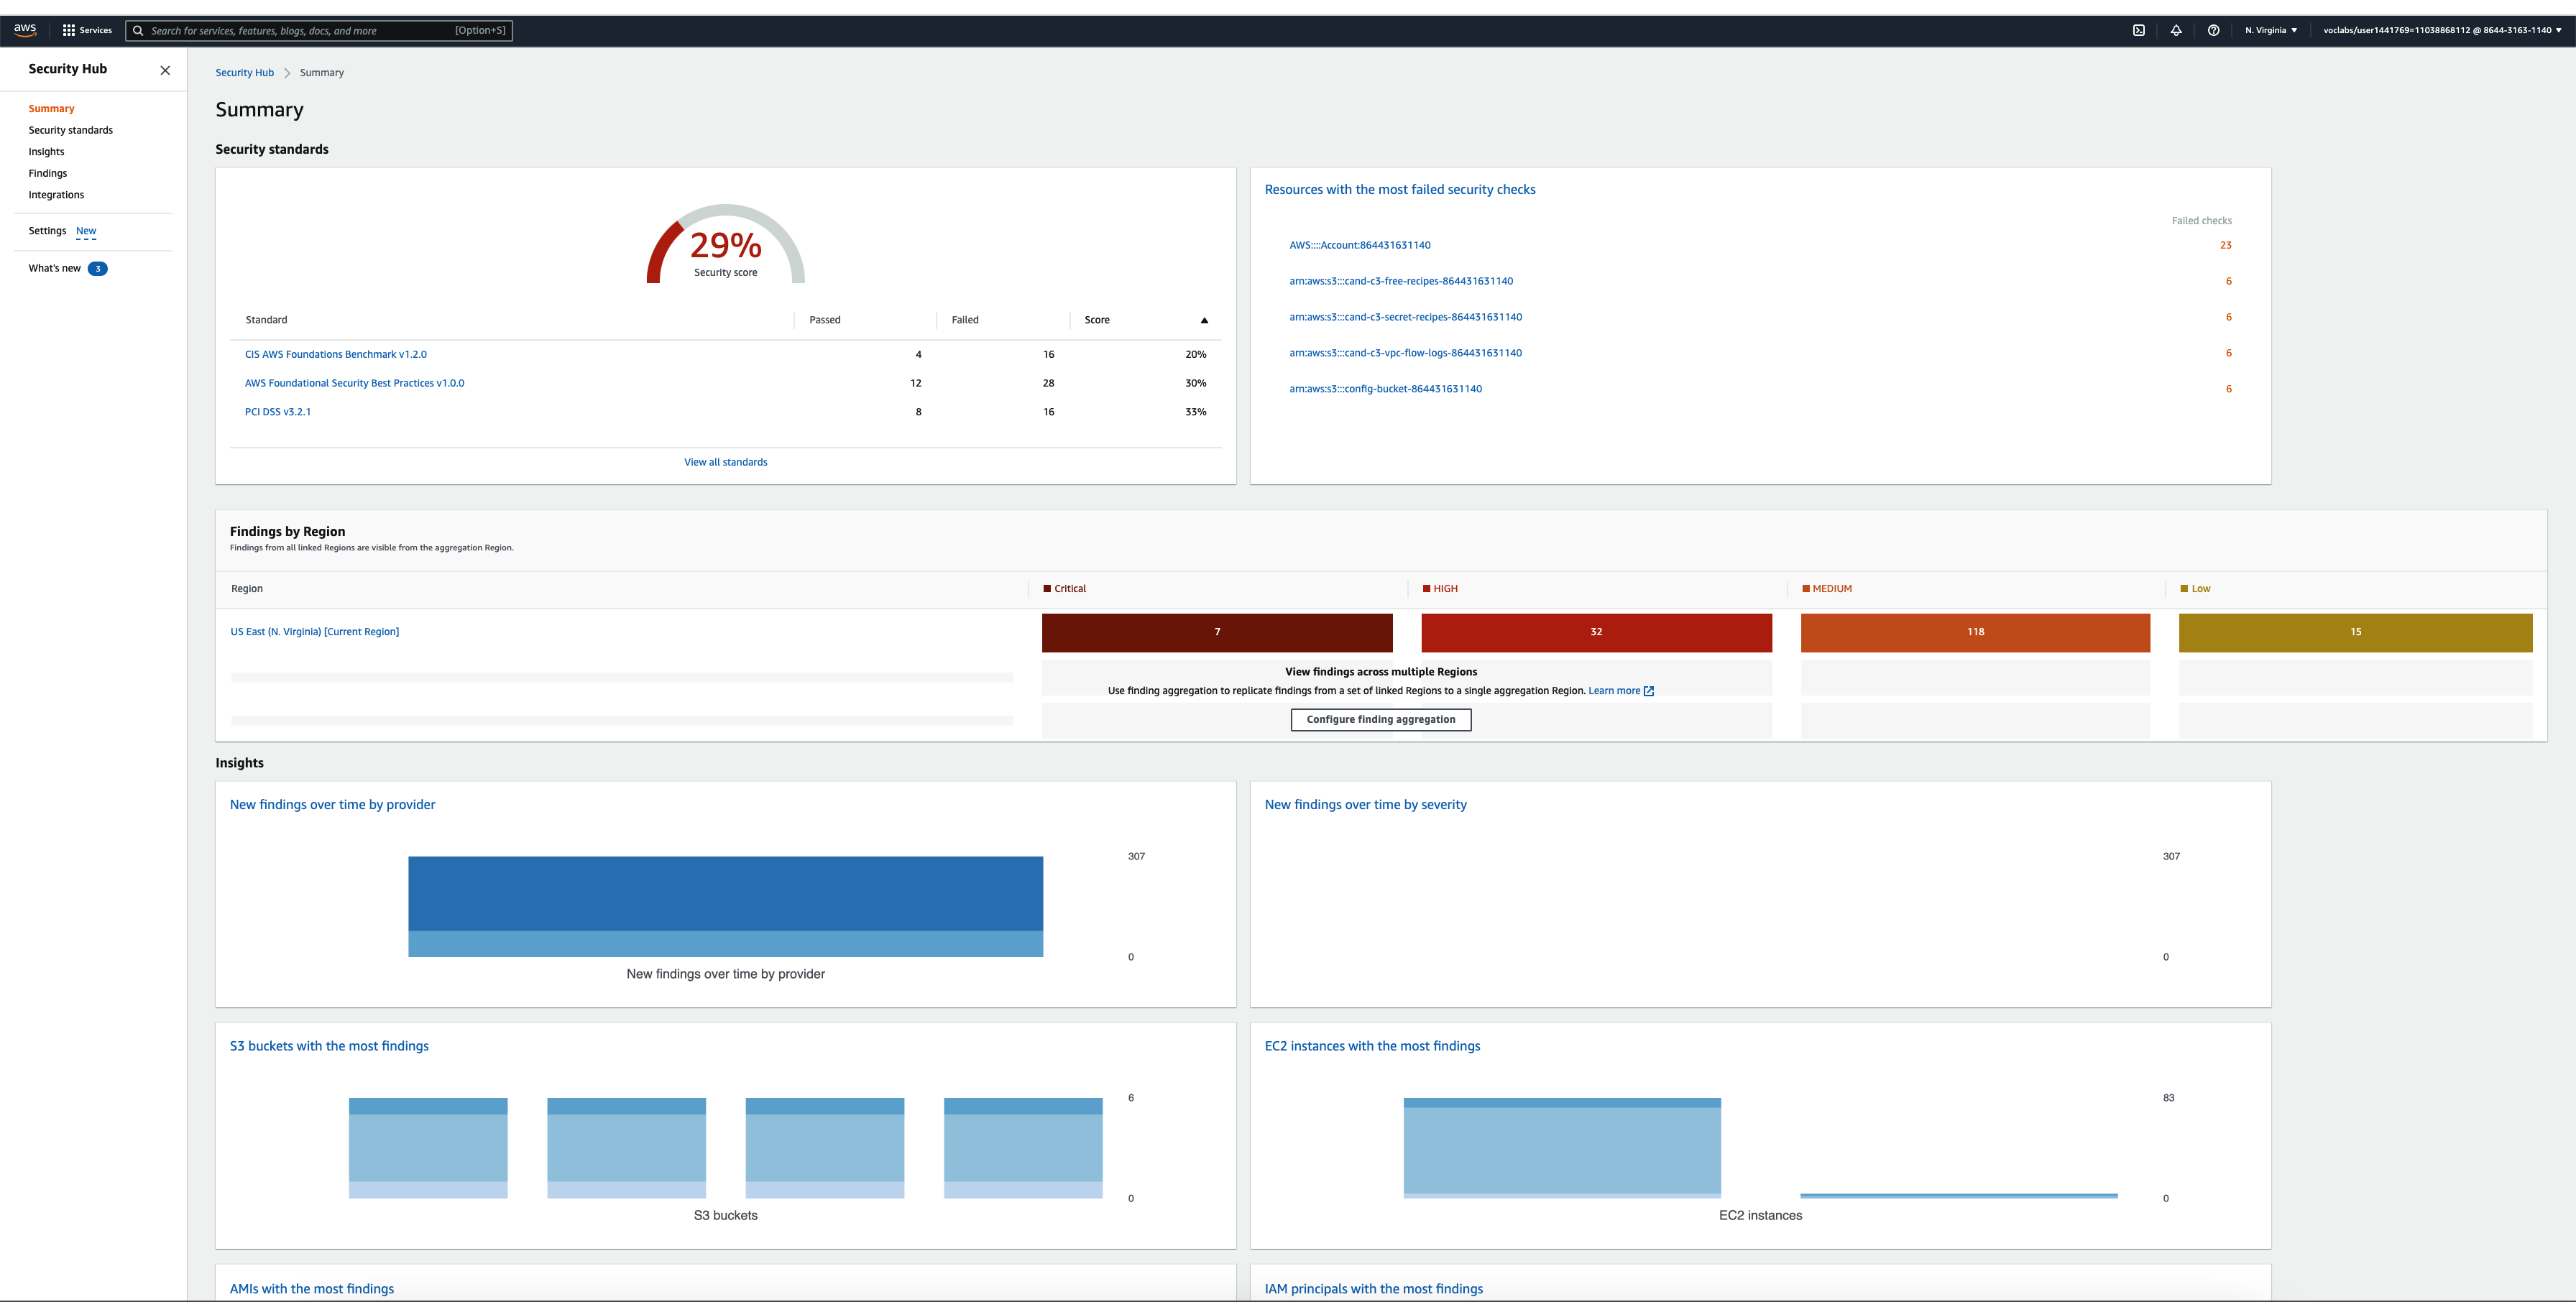 aws
Services
Search for services, features, blogs, docs, and more
[Option+S]
N. Virginia
voclabs/user1441769=11038868112 @ 8644-3163-1140
Security Hub
Summary
Security standards
Insights
Findings
Integrations
Settings New
What's new 3
Security Hub Summary
Summary
Security standards
29%
Security score
Standard Passed Failed Score
CIS AWS Foundations Benchmark v1.2.0 4 16 20%
AWS Foundational Security Best Practices v1.0.0 12 28 30%
PCI DSS v3.2.1 8 16 33%
View all standards
Resources with the most failed security checks
Failed checks
AWS::::Account:864431631140 23
arn:aws:s3:::cand-c3-free-recipes-864431631140 6
arn:aws:s3:::cand-c3-secret-recipes-864431631140 6
arn:aws:s3:::cand-c3-vpc-flow-logs-864431631140 6
arn:aws:s3:::config-bucket-864431631140 6
Findings by Region
Findings from all linked Regions are visible from the aggregation Region.
Region Critical HIGH MEDIUM Low
US East (N. Virginia) [Current Region] 7 32 118 15
View findings across multiple Regions
Use finding aggregation to replicate findings from a set of linked Regions to a single aggregation Region. Learn more
Configure finding aggregation
Insights
New findings over time by provider
307
0
New findings over time by provider
New findings over time by severity
307
0
S3 buckets with the most findings
6
0
S3 buckets
EC2 instances with the most findings
83
0
EC2 instances
AMIs with the most findings
IAM principals with the most findings